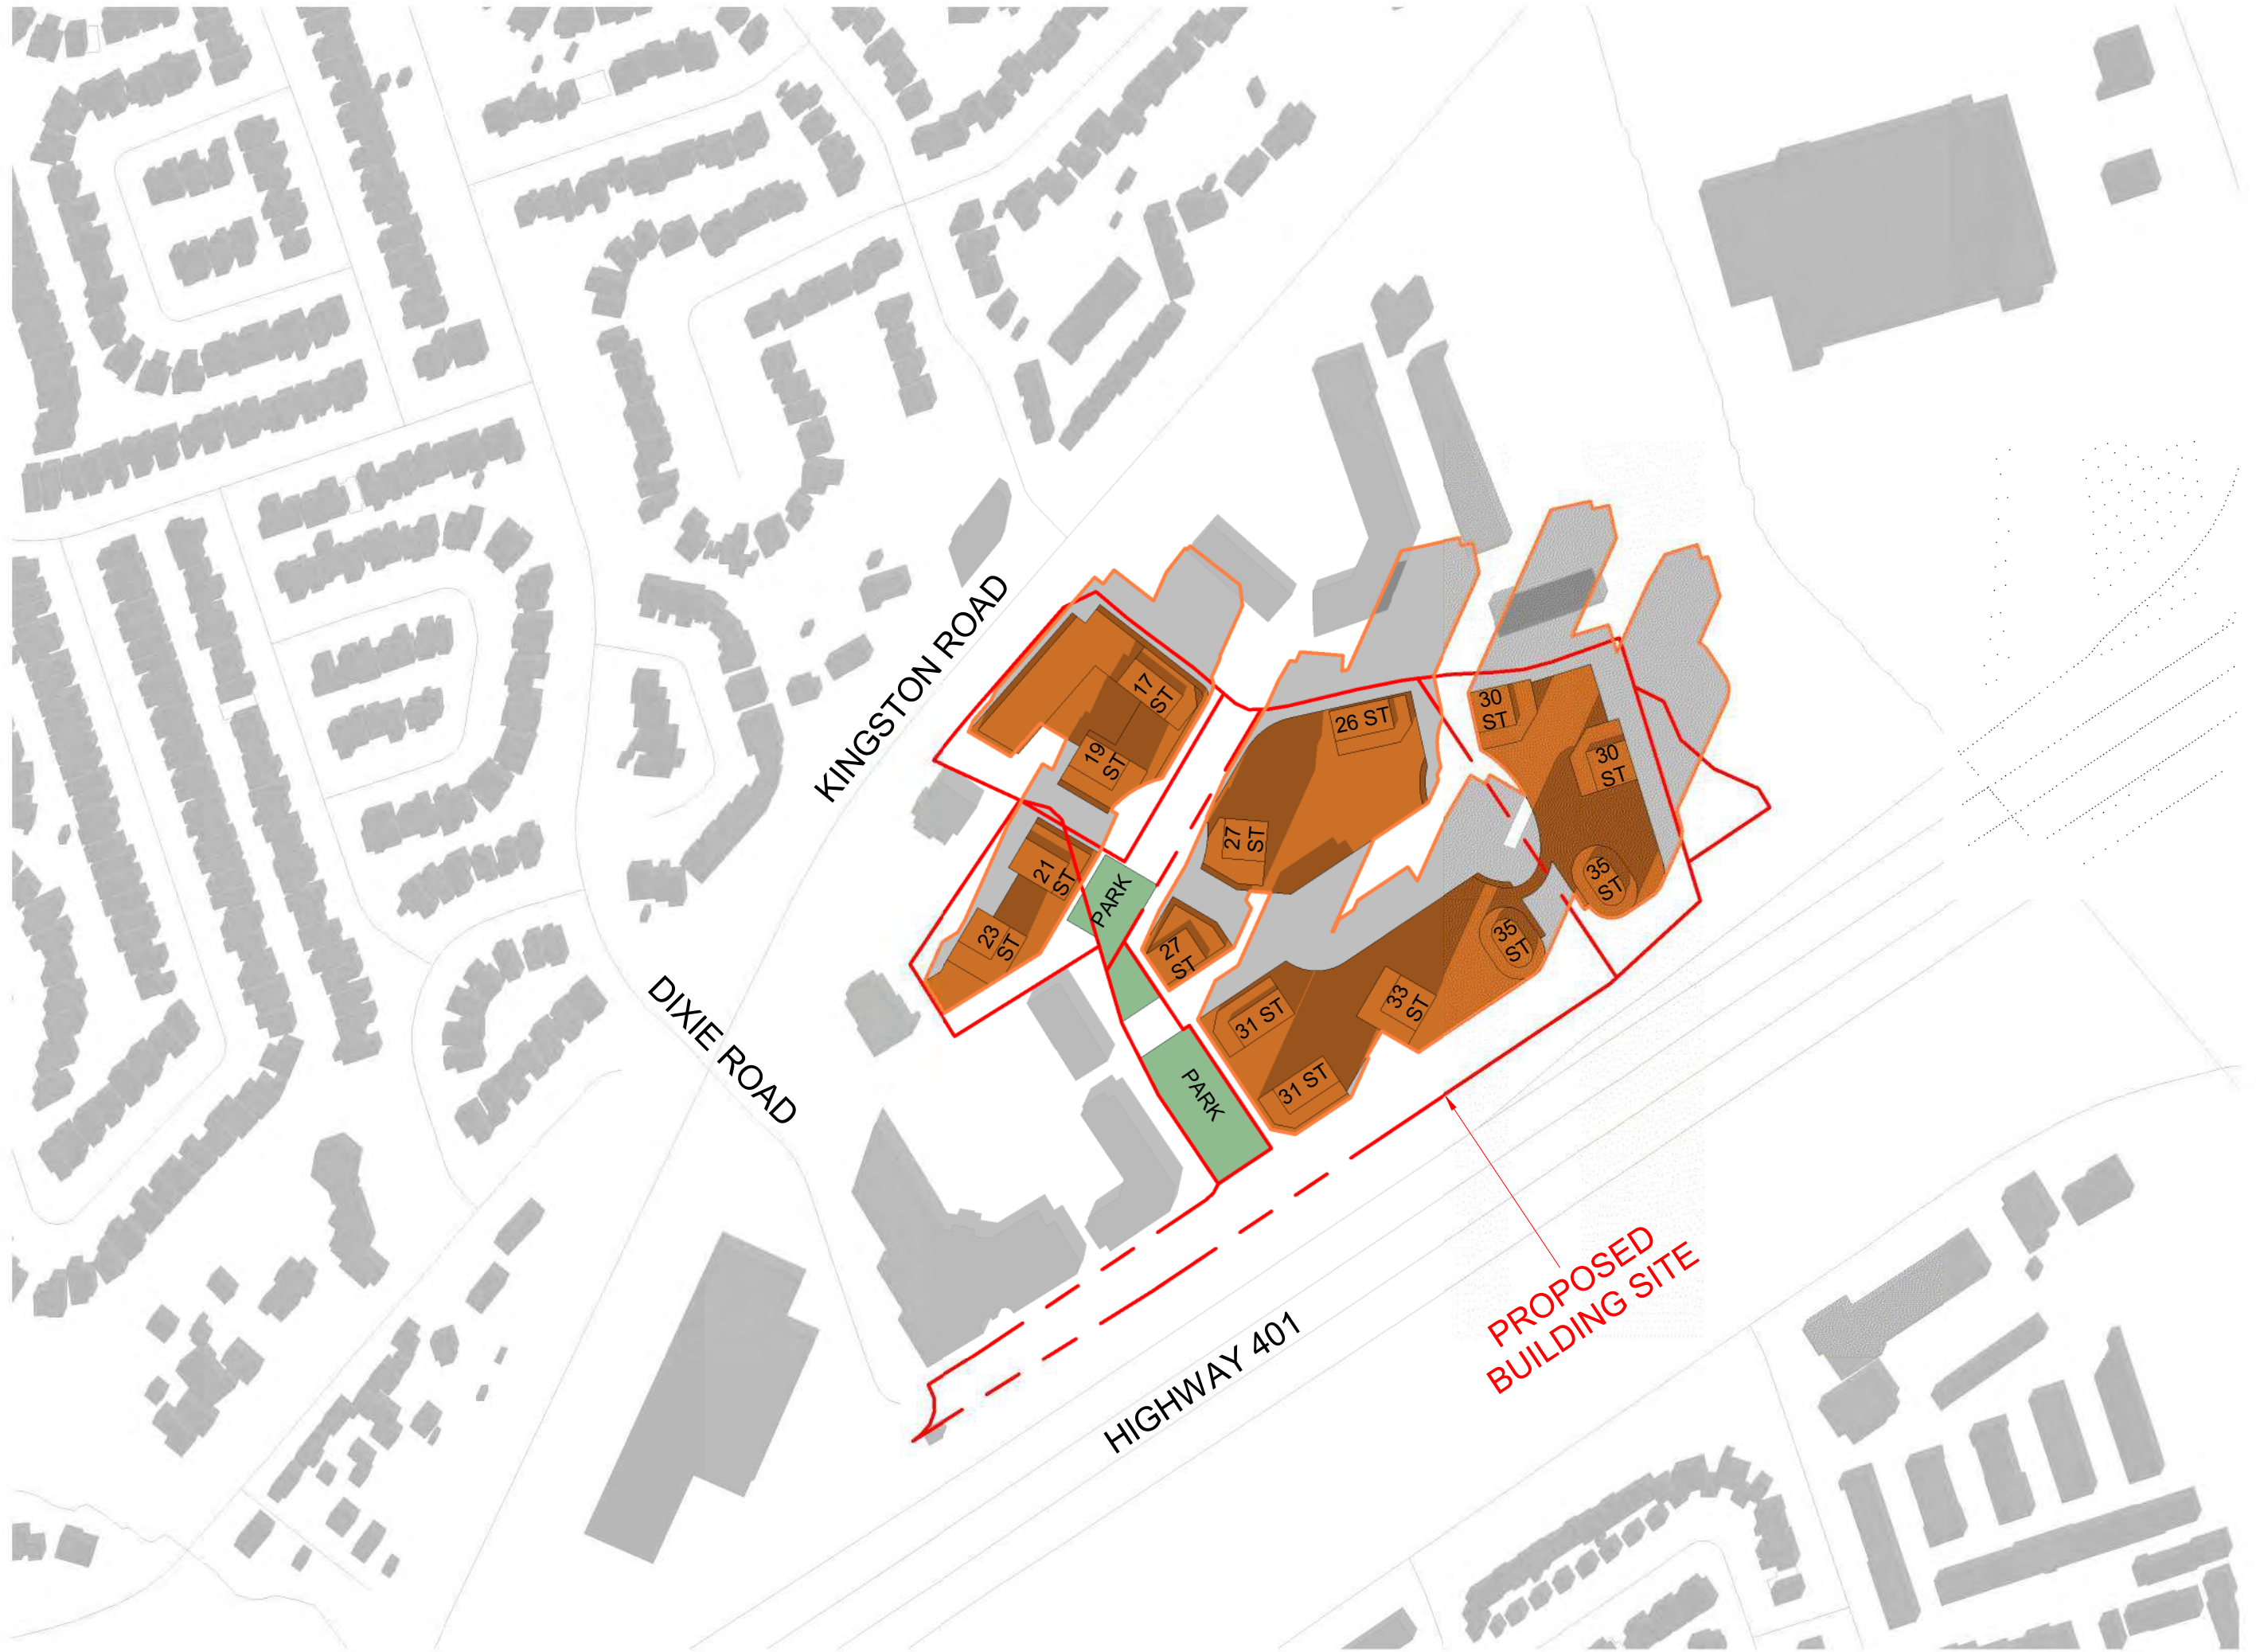 KINGSTON ROAD
17
ST
19
ST
26 ST
30
ST
30
ST
27
ST
21
ST
PARK
35
ST
23
ST
27
ST
35
ST
31 ST
33
ST
31 ST
PARK
DIXIE ROAD
HIGHWAY 401
PROPOSED
BUILDING SITE